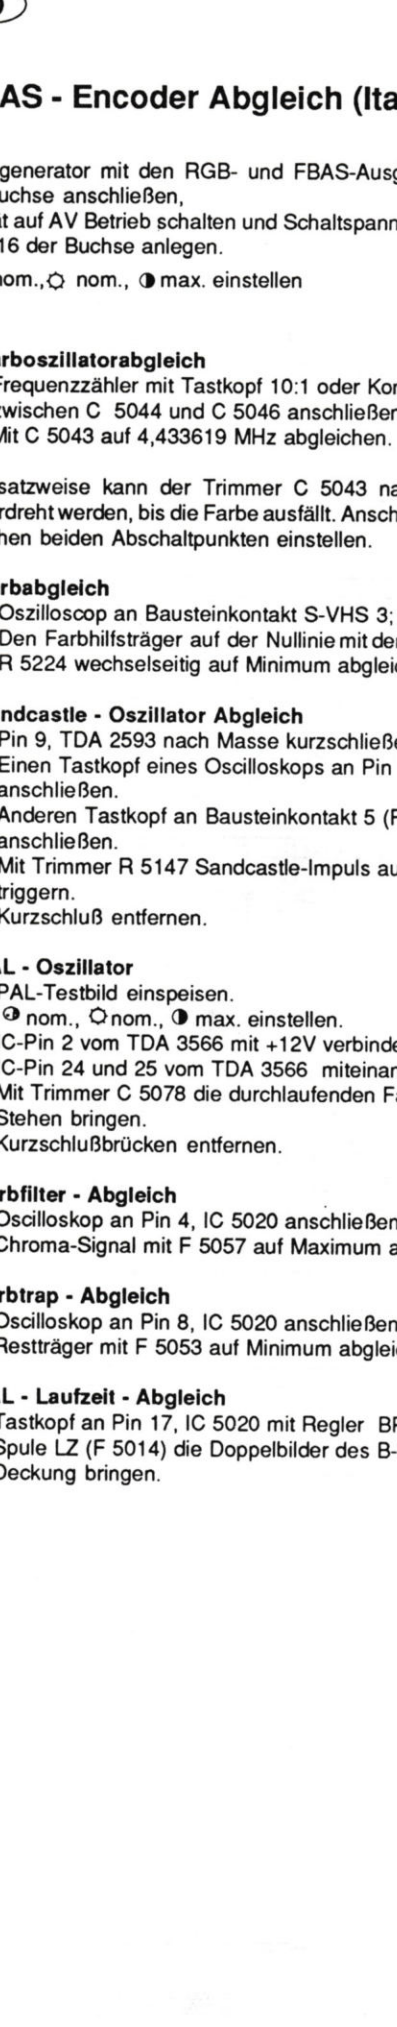 AS - Encoder Abgleich (Ita
generator mit den RGB- und FBAS-Ausg
uchse anschließen,
t auf AV Betrieb schalten und Schaltspann
16 der Buchse anlegen.
nom., nom., max. einstellen
rboszillatorabgleich
Frequenzzähler mit Tastkopf 10:1 oder Kor
zwischen C 5044 und C 5046 anschließen
Mit C 5043 auf 4,433619 MHz abgleichen.
satzweise kann der Trimmer C 5043 na
rdreht werden, bis die Farbe ausfällt. Ansch
hen beiden Abschaltpunkten einstellen.
rbabgleich
Oszilloscop an Bausteinkontakt S-VHS 3;
Den Farbhilfsträger auf der Nullinie mit der
R 5224 wechselseitig auf Minimum abglei
ndcastle - Oszillator Abgleich
Pin 9, TDA 2593 nach Masse kurzschließe
Einen Tastkopf eines Oscilloskops an Pin
anschließen.
Anderen Tastkopf an Bausteinkontakt 5 (F
anschließen.
Mit Trimmer R 5147 Sandcastle-Impuls au
triggern.
Kurzschluß entfernen.
L - Oszillator
PAL-Testbild einspeisen.
nom., nom., max. einstellen.
IC-Pin 2 vom TDA 3566 mit +12V verbinde
IC-Pin 24 und 25 vom TDA 3566 miteinan
Mit Trimmer C 5078 die durchlaufenden Fa
Stehen bringen.
Kurzschlußbrücken entfernen.
rbfilter - Abgleich
Oscilloskop an Pin 4, IC 5020 anschließen
Chroma-Signal mit F 5057 auf Maximum a
rbtrap - Abgleich
Oscilloskop an Pin 8, IC 5020 anschließen
Restträger mit F 5053 auf Minimum abglei
L - Laufzeit - Abgleich
Tastkopf an Pin 17, IC 5020 mit Regler BF
Spule LZ (F 5014) die Doppelbilder des B-
Deckung bringen.